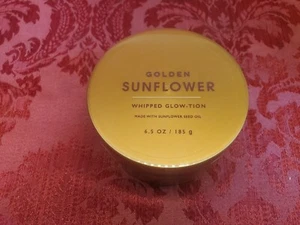 GOLDEN
SUNFLOWER
WHIPPED GLOW-TION
MADE WITH SUNFLOWER SEED OIL
6.5 OZ / 185 g